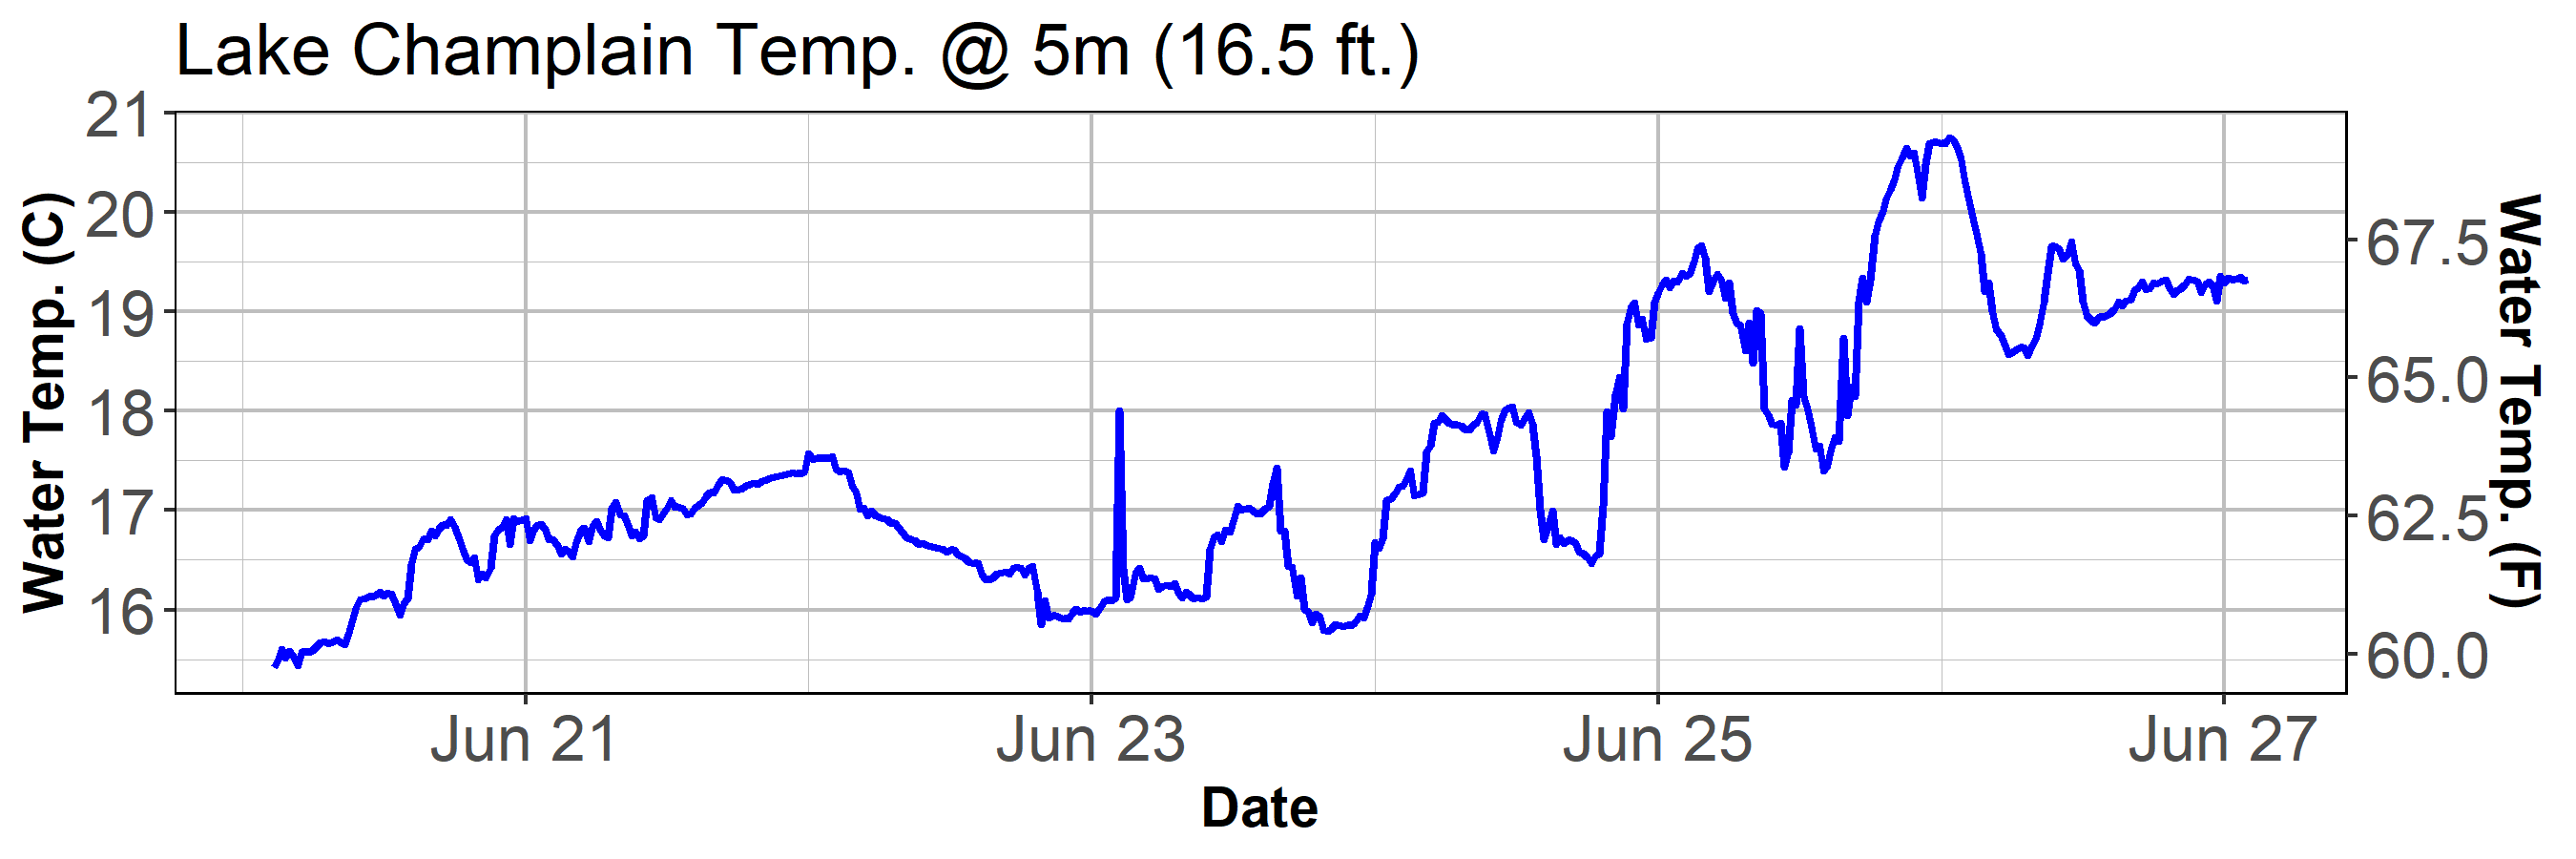 Lake Champlain Temp. @ 5m (16.5 ft.)
Water Temp. (C)
21
20
19
18
17
16
67.5
65.0
62.5
60.0
Water Temp. (F)
Jun 21 Jun 23 Jun 25 Jun 27
Date